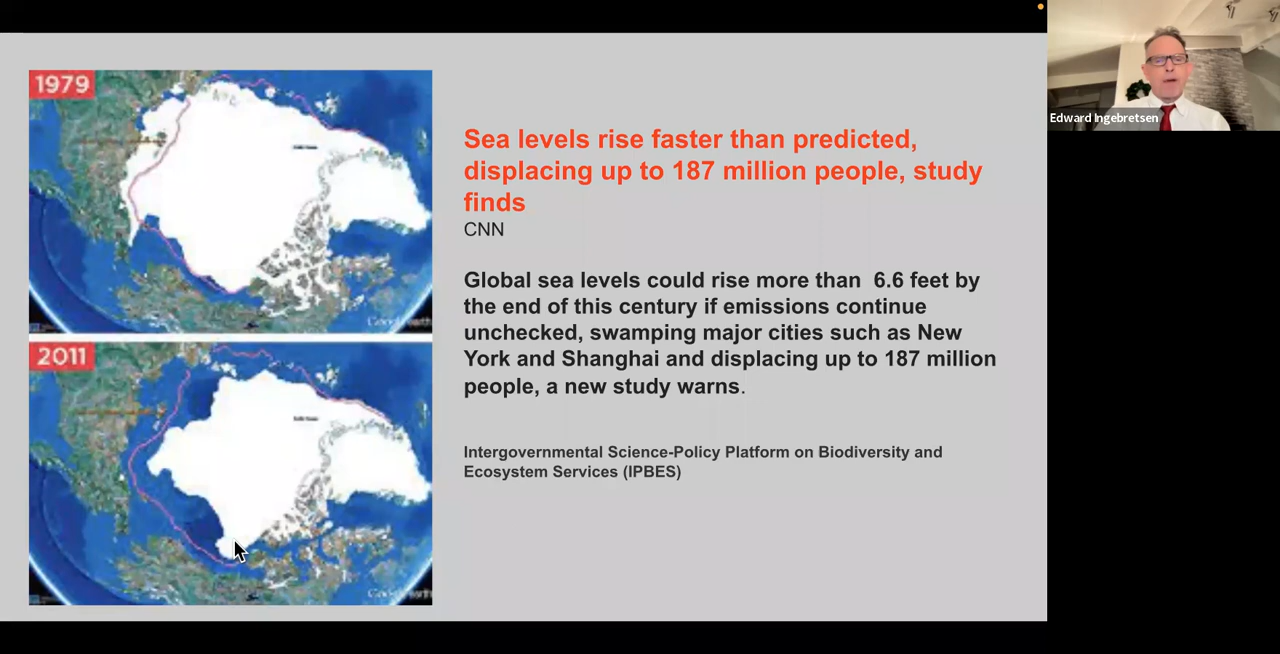 1979
Sea levels rise faster than predicted,
displacing up to 187 million people, study
finds
CNN
Global sea levels could rise more than  6.6 feet by
the end of this century if emissions continue
unchecked, swamping major cities such as New
York and Shanghai and displacing up to 187 million
people, a new study warns.
Intergovernmental Science-Policy Platform on Biodiversity and
Ecosystem Services (IPBES)
2011
Edward Ingebretsen